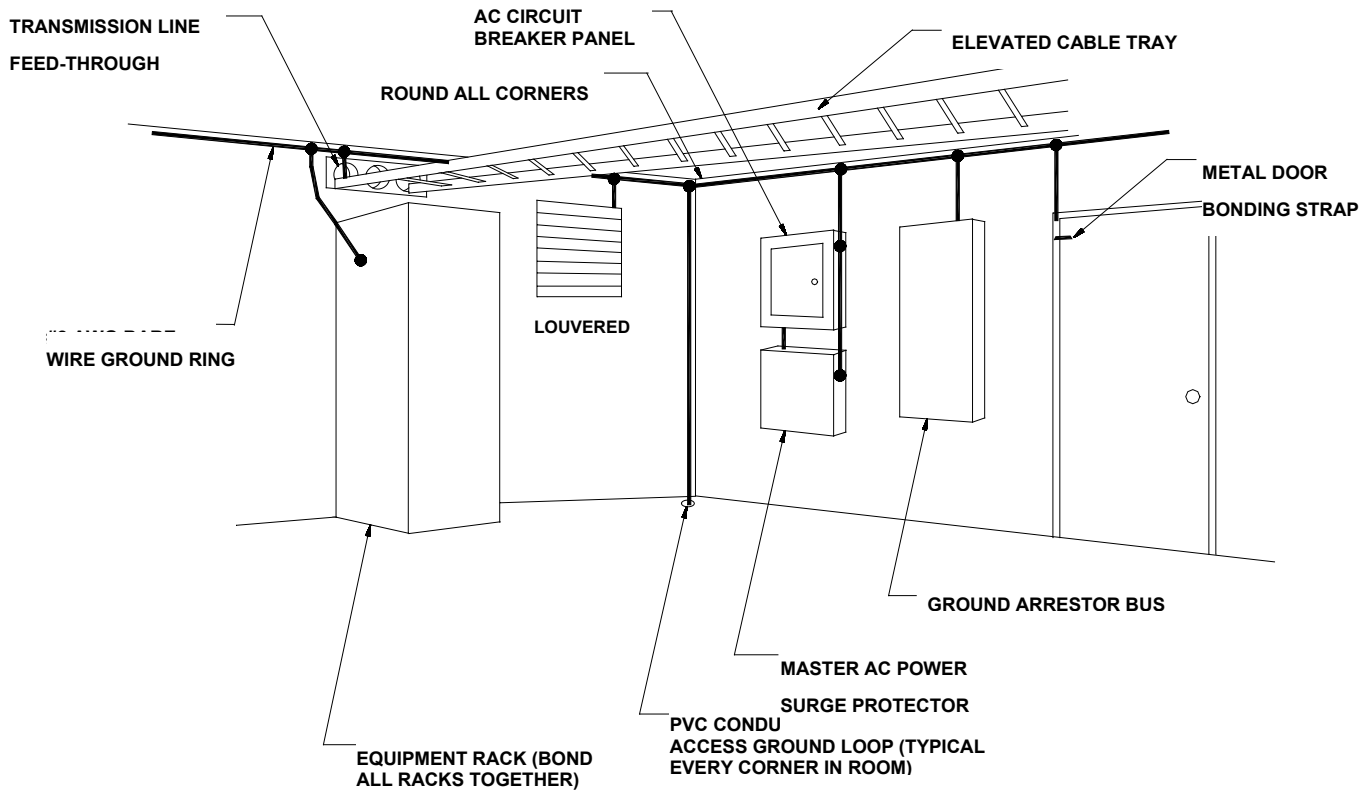 TRANSMISSION LINE
FEED-THROUGH
AC CIRCUIT
BREAKER PANEL
ELEVATED CABLE TRAY
ROUND ALL CORNERS
METAL DOOR
BONDING STRAP
LOUVERED
WIRE GROUND RING
GROUND ARRESTOR BUS
MASTER AC POWER
SURGE PROTECTOR
PVC CONDU
ACCESS GROUND LOOP (TYPICAL
EVERY CORNER IN ROOM)
EQUIPMENT RACK (BOND
ALL RACKS TOGETHER)